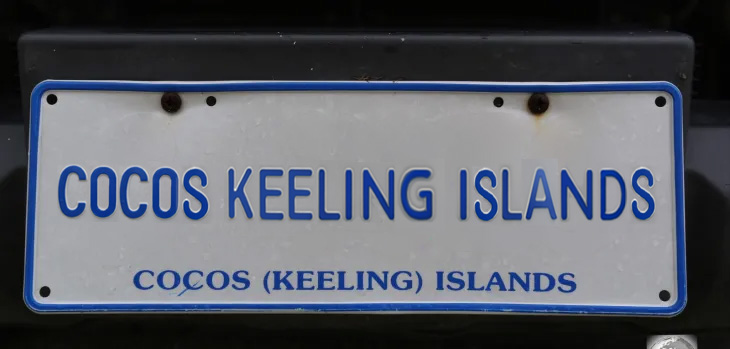 COCOS KEELING ISLANDS
COCOS (KEELING) ISLANDS